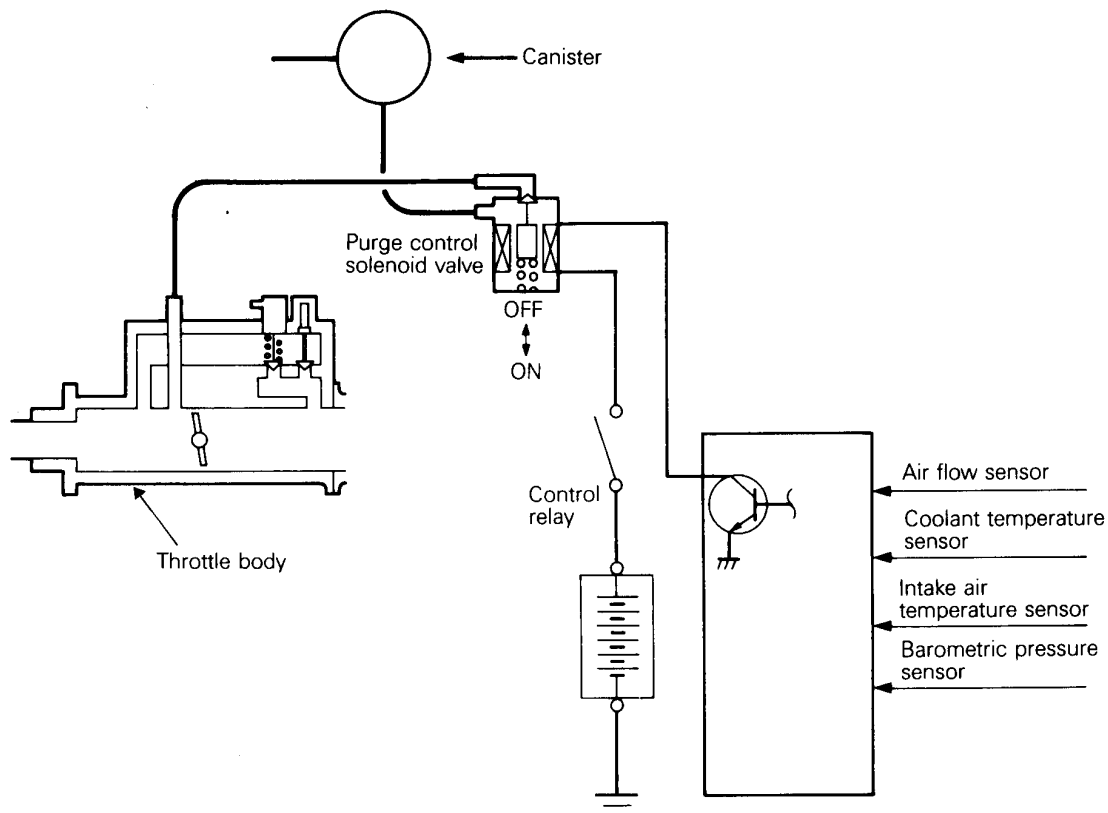 Canister
Purge control
solenoid valve
OFF
ON
Control
relay
Throttle body
Air flow sensor
Coolant temperature
sensor
Intake air
temperature sensor
Barometric pressure
sensor